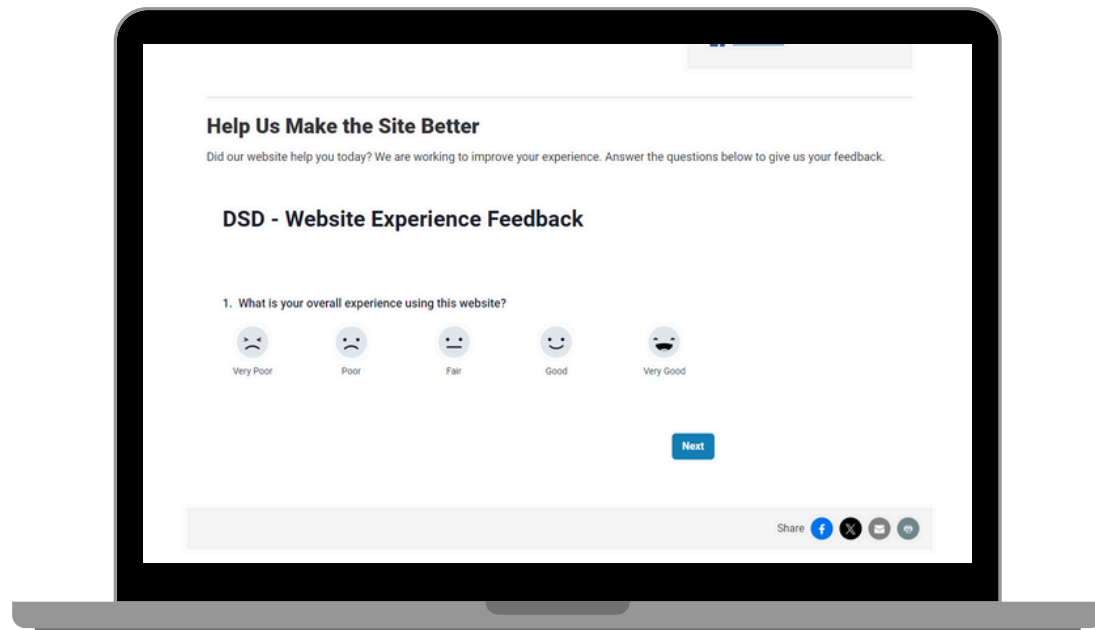 Help Us Make the Site Better
Did our website help you today? We are working to improve your experience. Answer the questions below to give us your feedback.
DSD - Website Experience Feedback
1. What is your overall experience using this website?
Very Poor Poor Fair Good Very Good
Next
Share